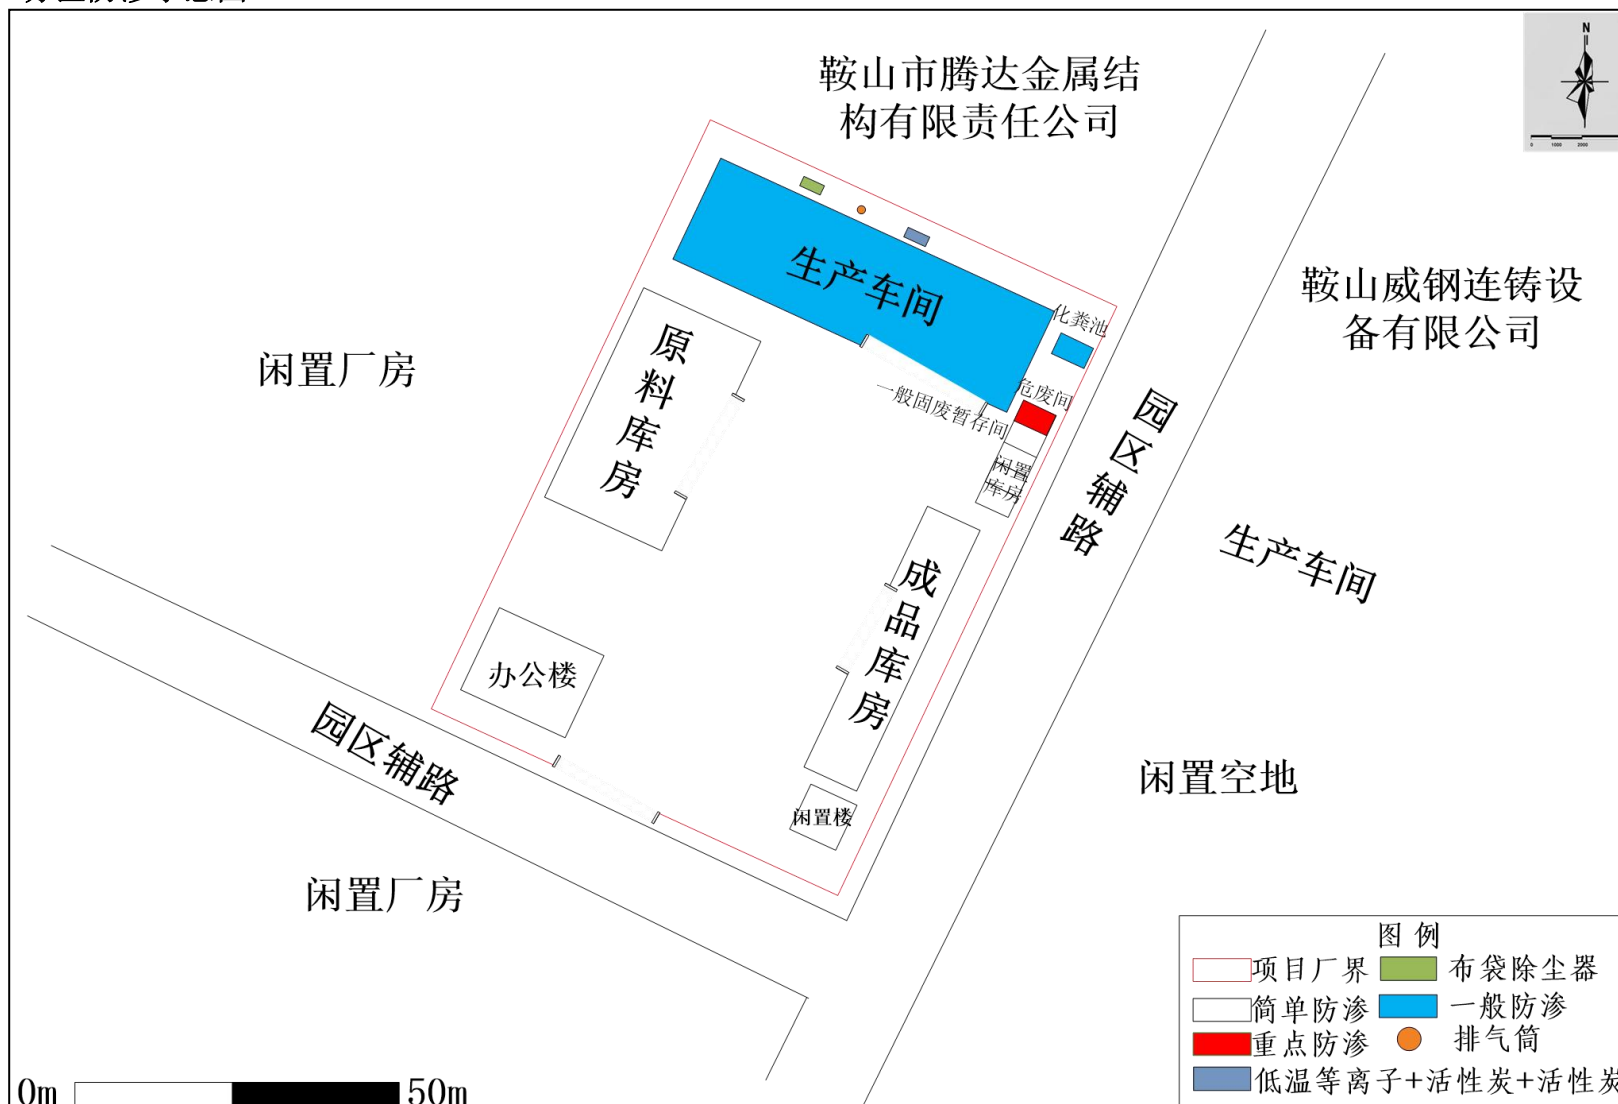 鞍山市腾达金属结
构有限责任公司
N
0 1000 2000
鞍山威钢连铸设
备有限公司
生产车间
化粪池
原料库房
闲置厂房
危废间
一般固废暂存间
闲置
库房
园区辅路
生产车间
成品库房
办公楼
园区辅路
闲置空地
闲置楼
闲置厂房
图 例
项目厂界
布袋除尘器
简单防渗
一般防渗
重点防渗
排气筒
低温等离子+活性炭+活性炭
0m
50m